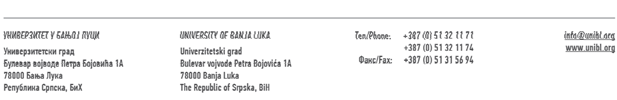 УНИВЕРЗИТЕТ У БАЊОЈ ЛУЦИ
Универзитетски град
Булевар војводе Петра Бојовића 1А
78000 Бања Лука
Република Српска, БиХ
UNIVERSITY OF BANJA LUKA
Univerzitetski grad
Bulevar vojvode Petra Bojovića 1A
78000 Banja Luka
The Republic of Srpska, BiH
Тел/Phone: +387 (0) 51 32 11 71
+387 (0) 51 32 11 74
Факс/Fax: +387 (0) 51 31 56 94
info@unibl.org
www.unibl.org